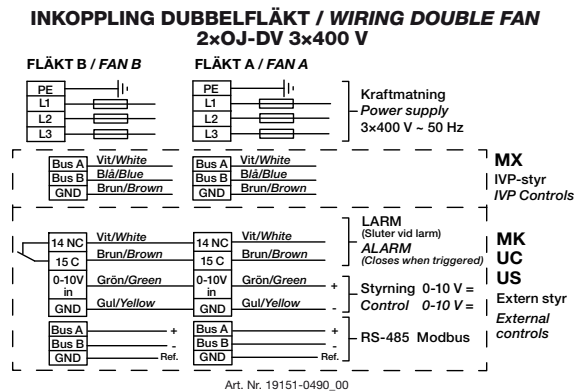 INKOPPLING DUBBELFLÄKT / WIRING DOUBLE FAN
2×OJ-DV 3×400 V
FLÄKT B / FAN B
FLÄKT A / FAN A
PE
L1
L2
L3
PE
L1
L2
L3
Kraftmatning
Power supply
3×400 V ~ 50 Hz
Bus A Vit/White
Bus B Blå/Blue
GND Brun/Brown
Bus A Vit/White
Bus B Blå/Blue
GND Brun/Brown
MX
IVP-styr
IVP Controls
14 NC Vit/White
15 C Brun/Brown
0-10V in Grön/Green
GND Gul/Yellow
Bus A +
Bus B -
GND Ref.
14 NC Vit/White
15 C Brun/Brown
0-10V in Grön/Green +
GND Gul/Yellow -
Bus A +
Bus B -
GND Ref.
LARM
(Sluter vid larm)
ALARM
(Closes when triggered)
Styrning 0-10 V =
Control 0-10 V =
RS-485 Modbus
MK
UC
US
Extern styr
External
controls
Art. Nr. 19151-0490_00